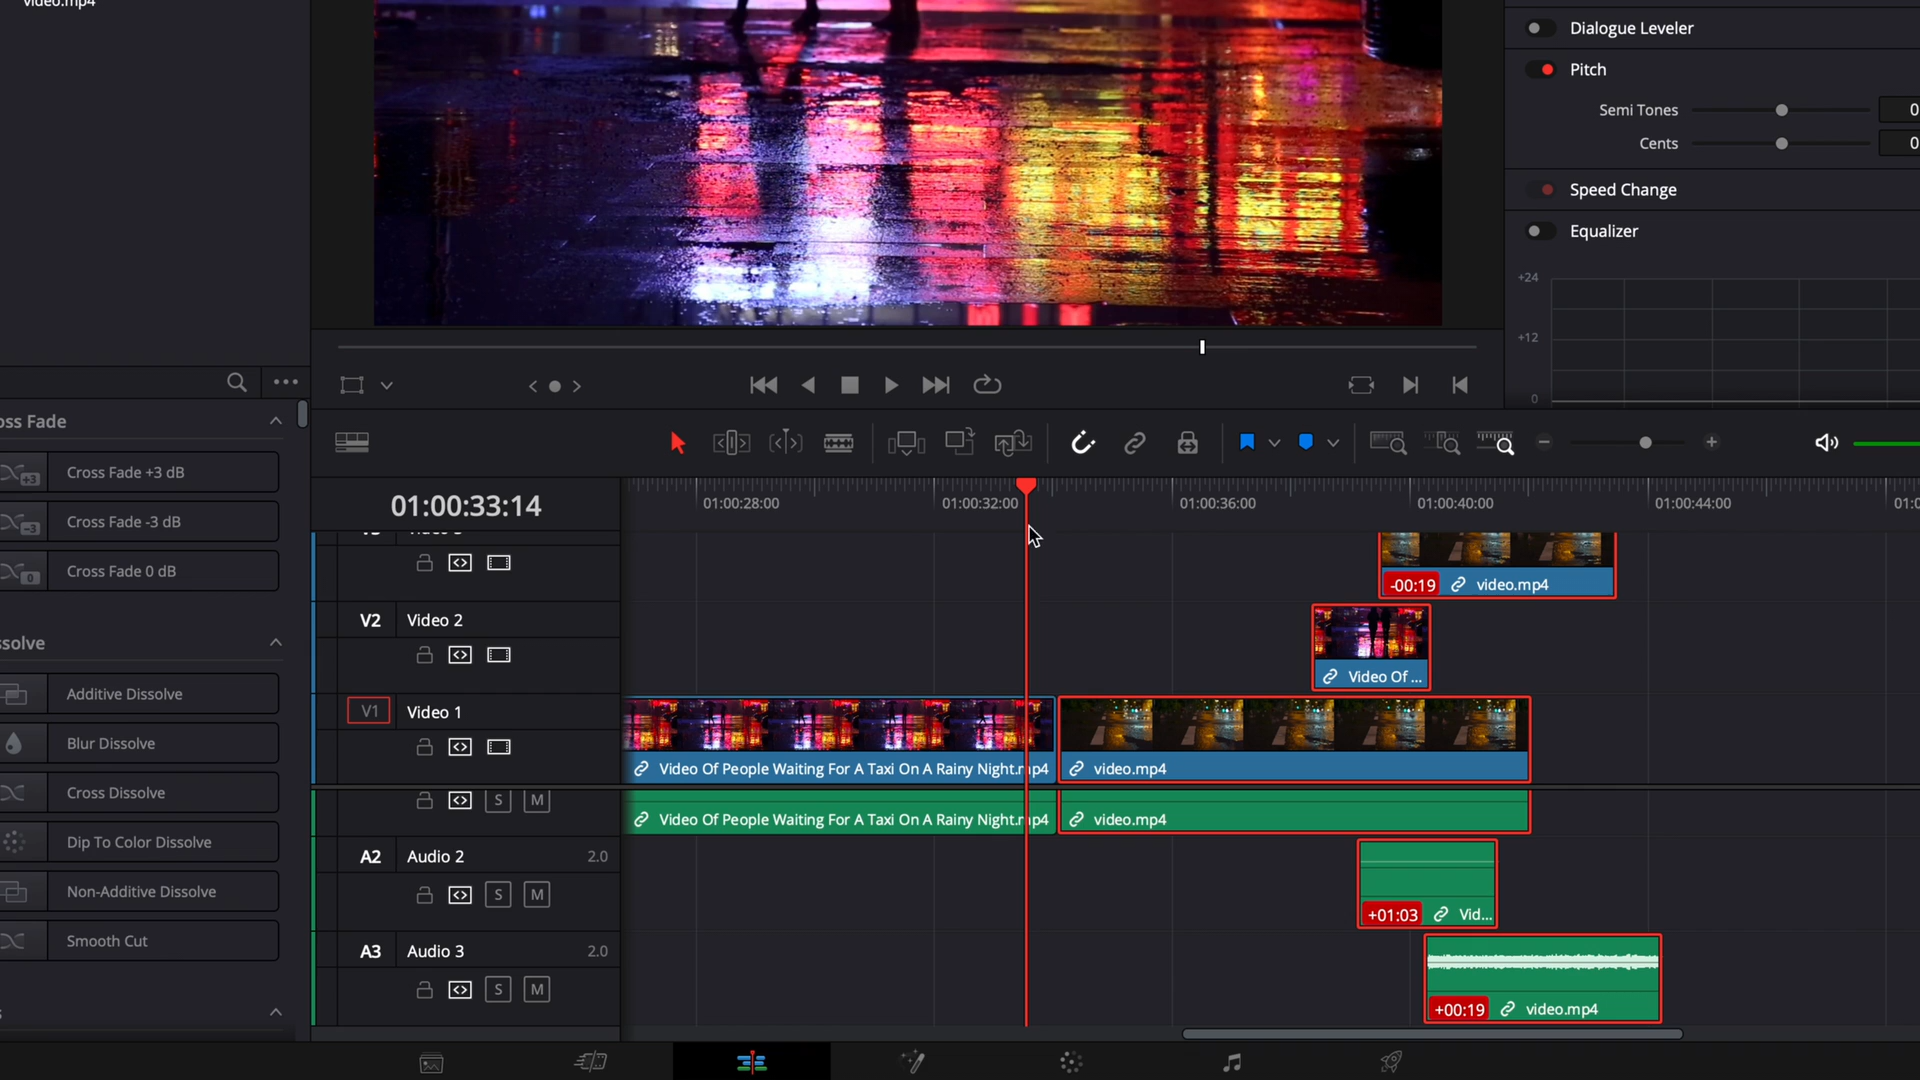 video.mp4
Dialogue Leveler
Pitch
Semi Tones
0
Cents
0
Speed Change
Equalizer
+24
+12
0
oss Fade
Cross Fade +3 dB
+3
Cross Fade -3 dB
-3
Cross Fade 0 dB
0
ssolve
Additive Dissolve
Blur Dissolve
Cross Dissolve
Dip To Color Dissolve
Non-Additive Dissolve
Smooth Cut
s
01:00:33:14
01:00:28:00
01:00:32:00
01:00:36:00
01:00:40:00
01:00:44:00
01:0
-00:19 video.mp4
V2 Video 2
Video Of ...
V1 Video 1
Video Of People Waiting For A Taxi On A Rainy Night.mp4
video.mp4
S M
Video Of People Waiting For A Taxi On A Rainy Night.mp4
video.mp4
A2 Audio 2 2.0
S M
+01:03 Vid...
A3 Audio 3 2.0
S M
+00:19 video.mp4